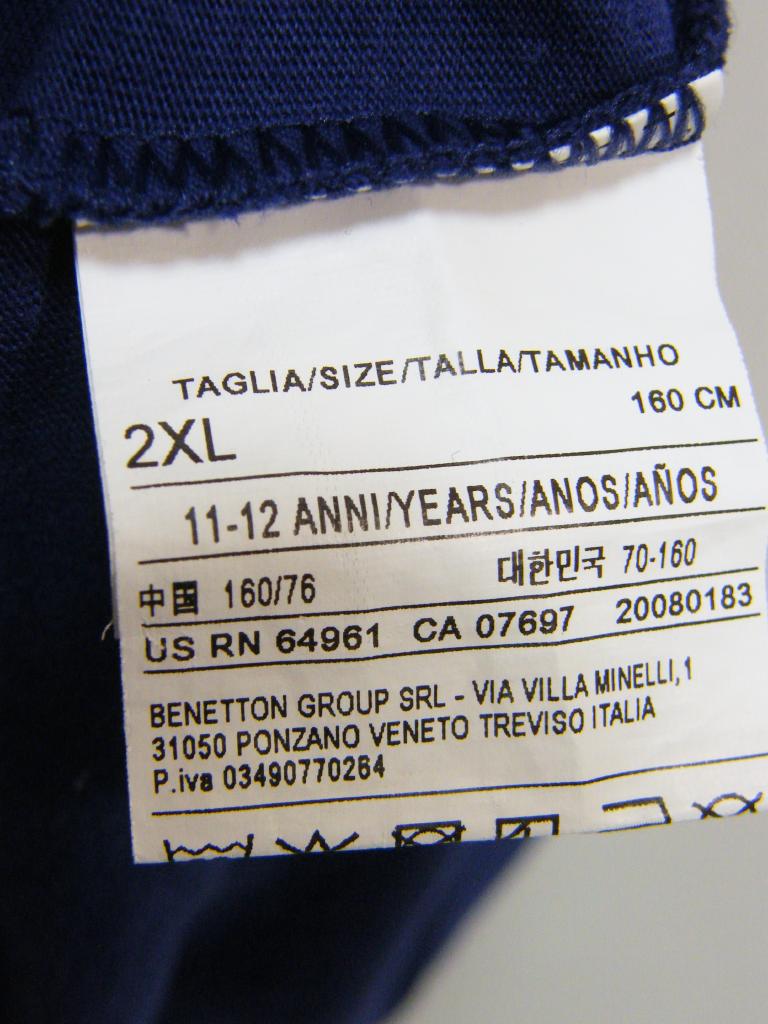 TAGLIA/SIZE/TALLA/TAMANHO
2XL 160 CM
11-12 ANNI/YEARS/ANOS/AÑOS
中国 160/76 대한민국 70-160
US RN 64961 CA 07697 20080183
BENETTON GROUP SRL - VIA VILLA MINELLI,1
31050 PONZANO VENETO TREVISO ITALIA
P.iva 03490770264